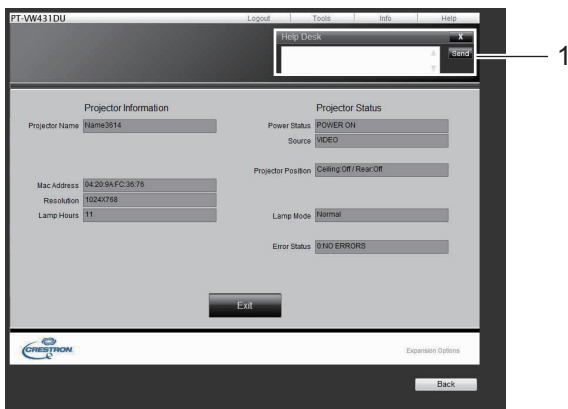 PT-VW431DU
Logout Tools Info Help
Help Desk X
Send
1
Projector Information Projector Status
Projector Name Name3614 Power Status POWER ON
Source VIDEO
Projector Position Ceiling:Off / Rear:Off
Mac Address 04:20:9A:FC:36:76
Resolution 1024X768
Lamp Hours 11 Lamp Mode Normal
Error Status 0:NO ERRORS
Exit
CRESTRON Expansion Options
Back